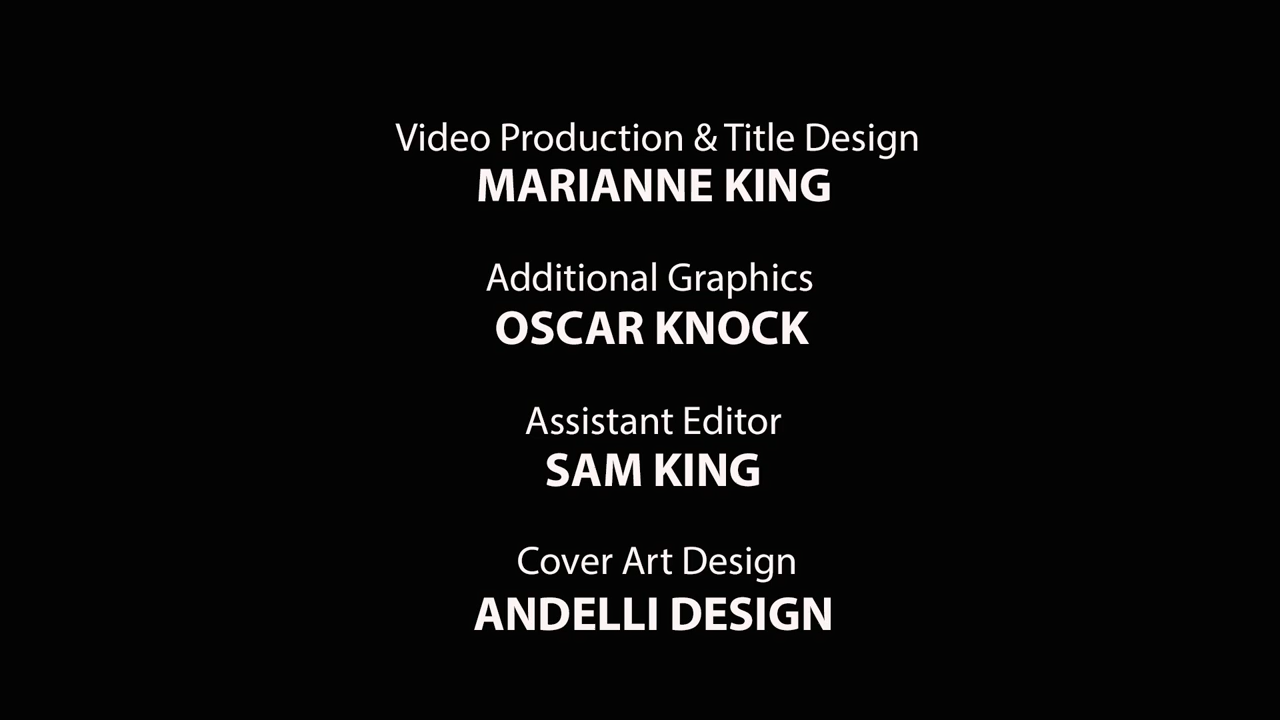 Video Production & Title Design
MARIANNE KING
Additional Graphics
OSCAR KNOCK
Assistant Editor
SAM KING
Cover Art Design
ANDELLI DESIGN